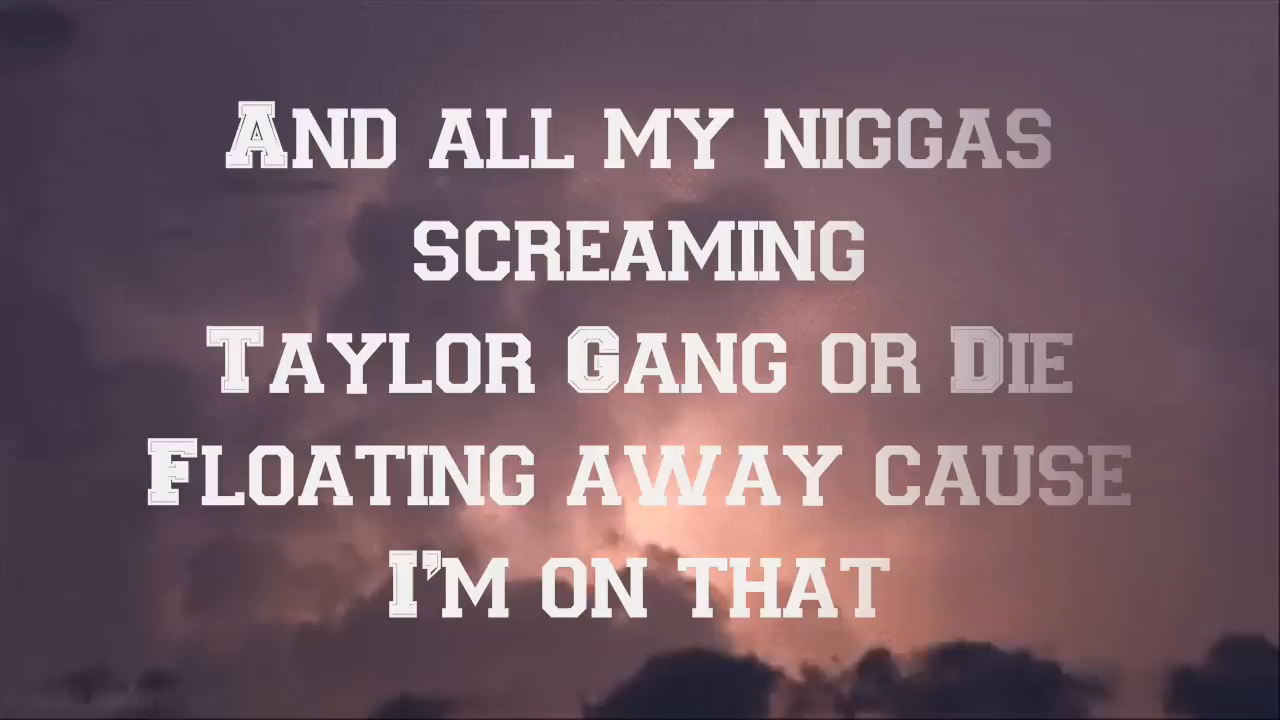 And all my niggas
screaming
Taylor Gang or Die
Floating away cause
I'm on that